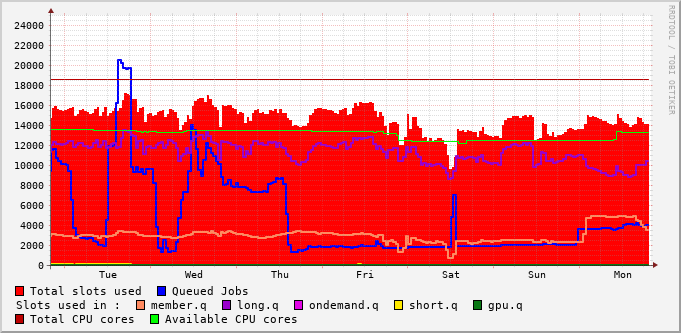 RRDTOOL / TOBI OETIKER
24000
22000
20000
18000
16000
14000
12000
10000
8000
6000
4000
2000
0
Tue Wed Thu Fri Sat Sun Mon
Total slots used Queued Jobs
Slots used in : member.q long.q ondemand.q short.q gpu.q
Total CPU cores Available CPU cores